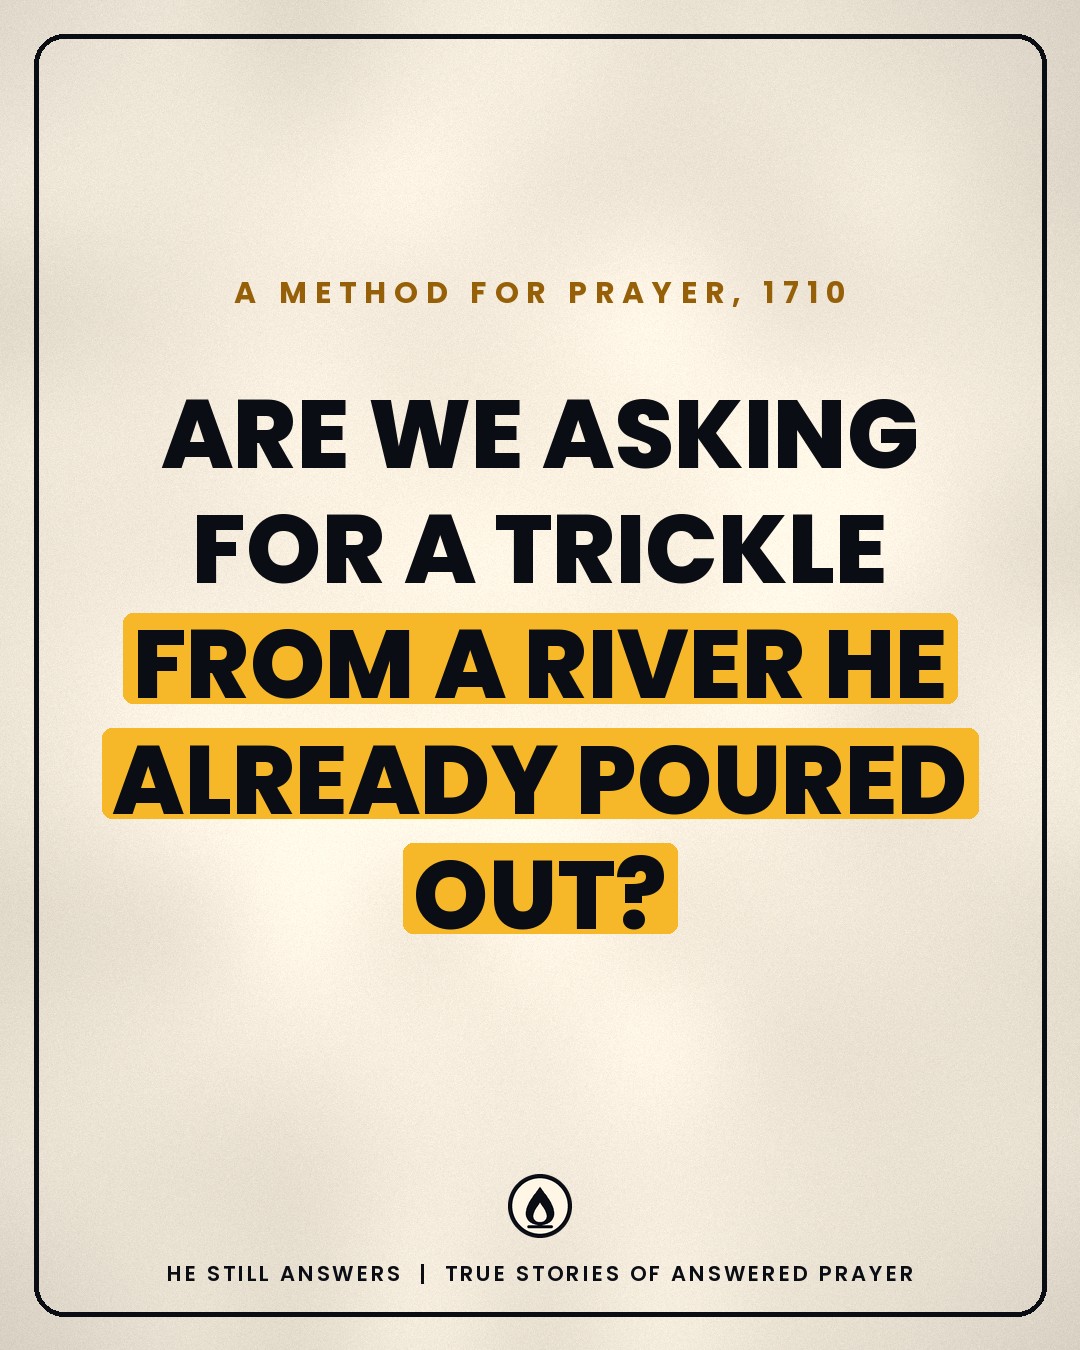 A METHOD FOR PRAYER, 1710
ARE WE ASKING
FOR A TRICKLE
FROM A RIVER HE
ALREADY POURED
OUT?
HE STILL ANSWERS | TRUE STORIES OF ANSWERED PRAYER